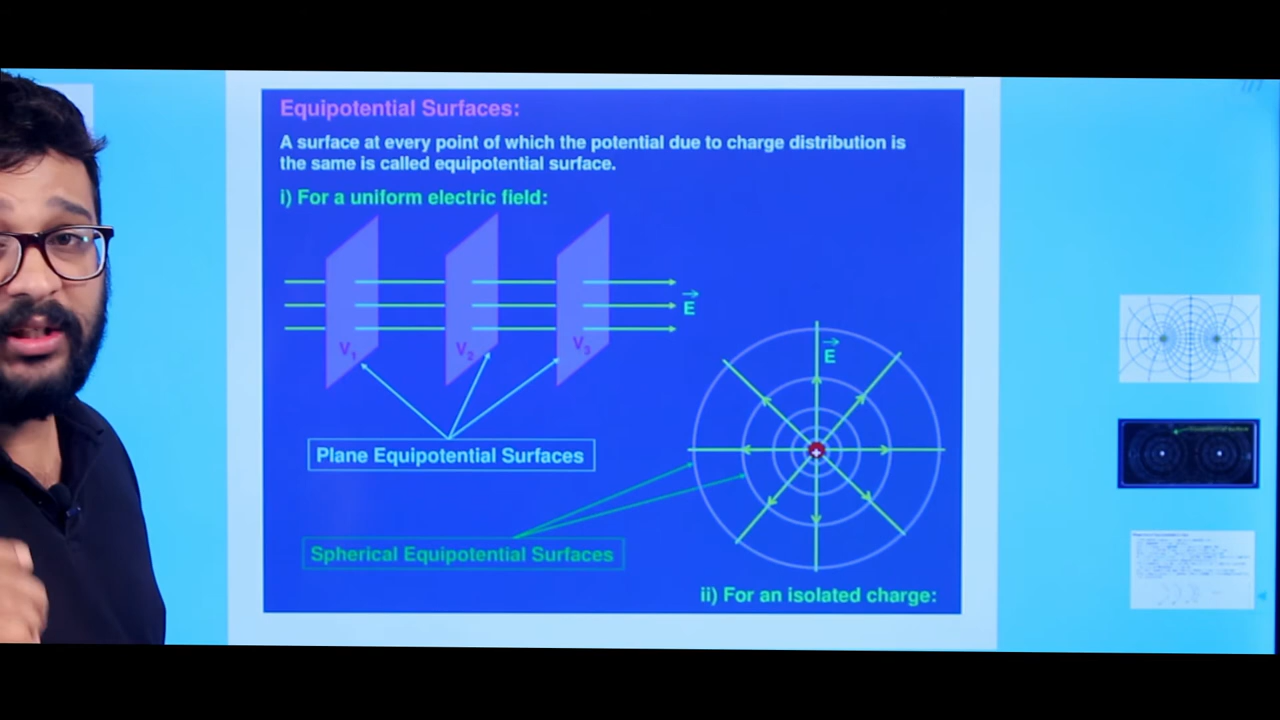 Equipotential Surfaces:
A surface at every point of which the potential due to charge distribution is
the same is called equipotential surface.
i) For a uniform electric field:
E
V1
V2
V3
E
Plane Equipotential Surfaces
Spherical Equipotential Surfaces
ii) For an isolated charge: